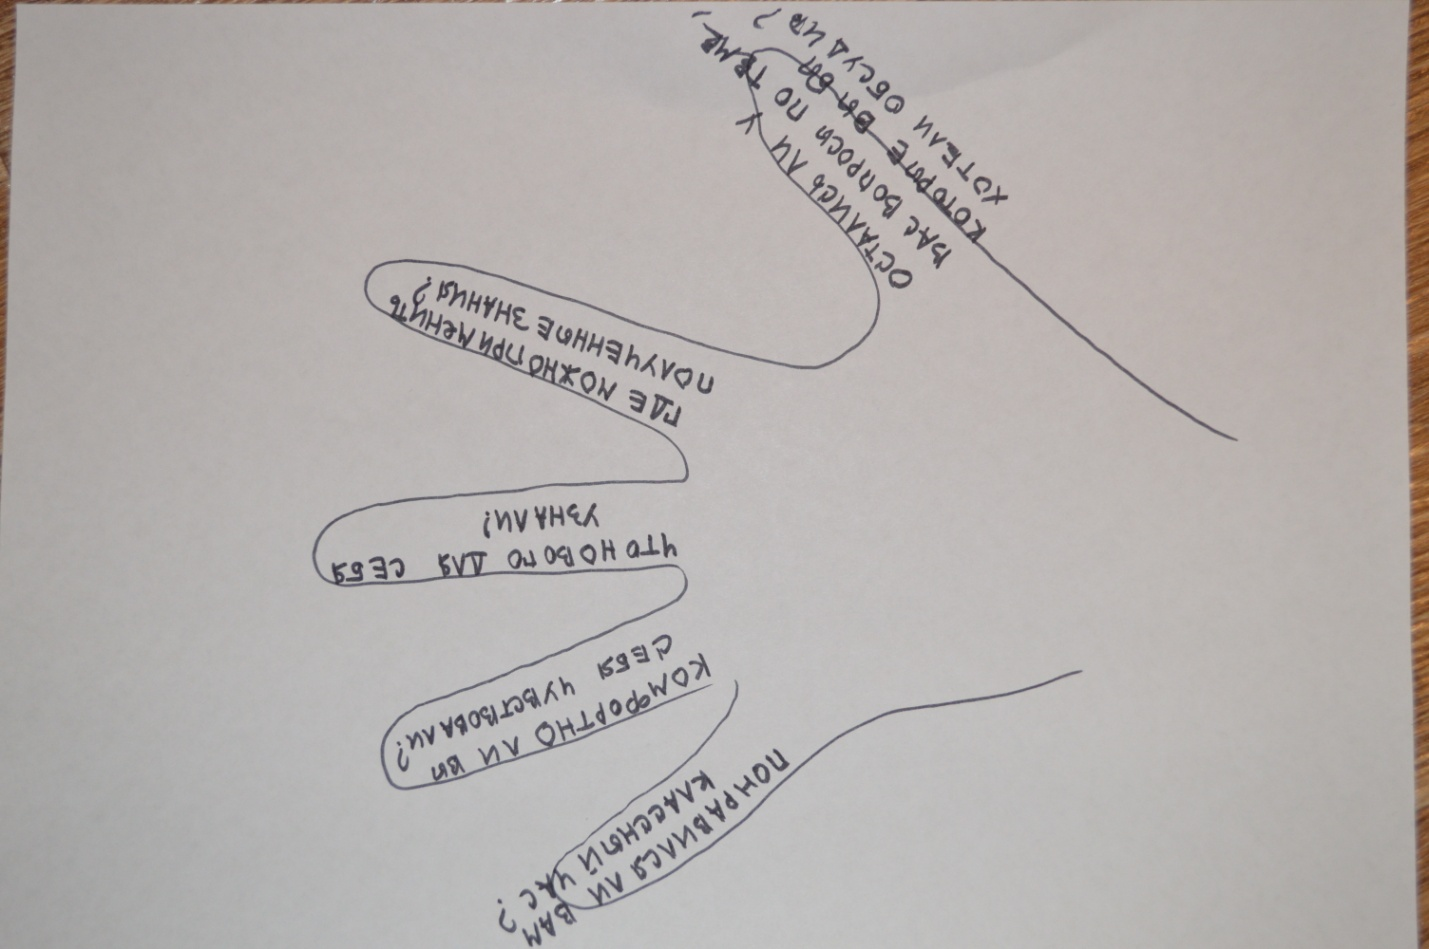 ПОНРАВИЛСЯ ЛИ ВАМ
КЛАССНЫЙ ЧАС?
КОМФОРТНО ЛИ ВЫ
СЕБЯ ЧУВСТВОВАЛИ?
ЧТО НОВОГО ДЛЯ СЕБЯ
УЗНАЛИ?
ГДЕ МОЖНО ПРИМЕНИТЬ
ПОЛУЧЕННЫЕ ЗНАНИЯ?
ОСТАЛИСЬ ЛИ У
ВАС ВОПРОСЫ ПО ТЕМЕ,
КОТОРЫЕ ВЫ БЫ
ХОТЕЛИ ОБСУДИТЬ?